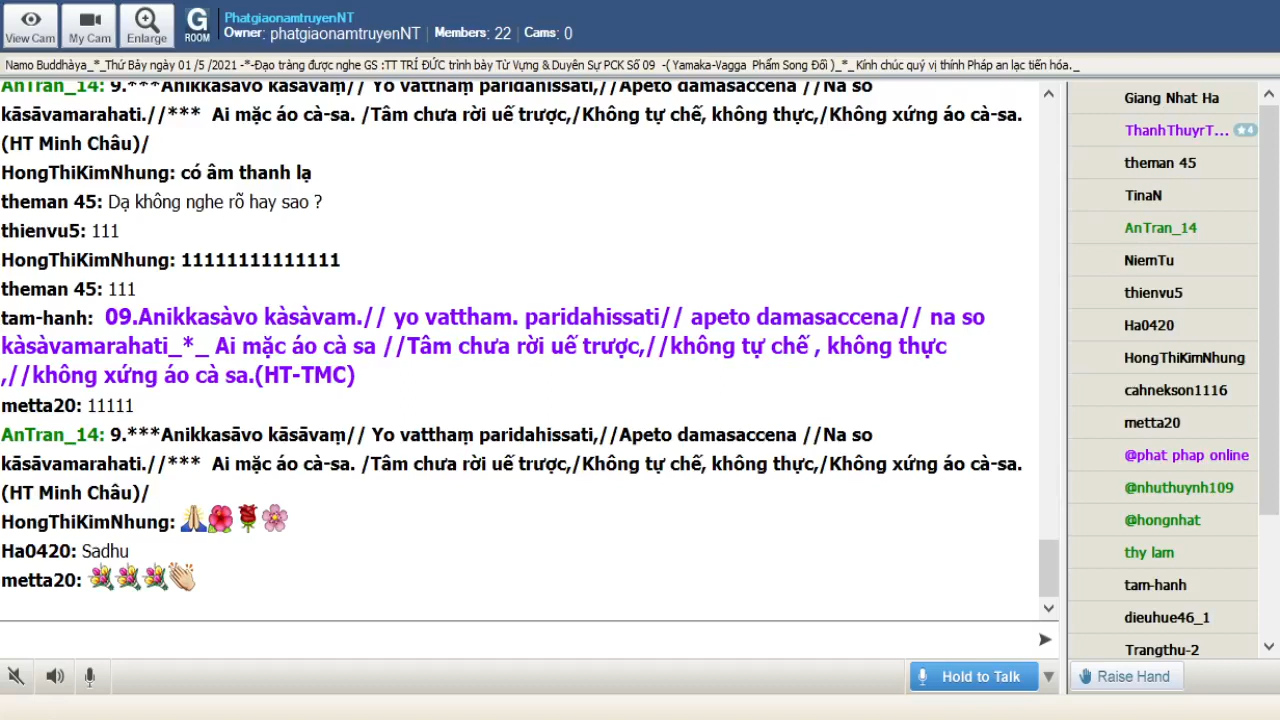 View Cam
My Cam
Enlarge
G
ROOM
PhatgiaonamtruyenNT
Owner: phatgiaonamtruyenNT | Members: 22 | Cams: 0
Namo Buddhàya_*_Thứ Bảy ngày 01 /5 /2021 -*-Đạo tràng được nghe GS :TT TRÍ ĐỨC trình bày Từ Vựng & Duyên Sự PCK Số 09 -( Yamaka-Vagga Phẩm Song Đối )_*_ Kính chúc quý vị thính Pháp an lạc tiến hóa._
AnTran_14: 9.***Anikkasāvo kāsāvaṃ// Yo vatthaṃ paridahissati,//Apeto damasaccena //Na so
kāsāvamarahati.//*** Ai mặc áo cà-sa. /Tâm chưa rời uế trược,/Không tự chế, không thực,/Không xứng áo cà-sa.
(HT Minh Châu)/
HongThiKimNhung: có âm thanh lạ
theman 45: Dạ không nghe rõ hay sao ?
thienvu5: 111
HongThiKimNhung: 11111111111111
theman 45: 111
tam-hanh: 09.Anikkasàvo kàsàvam.// yo vattham. paridahissati// apeto damasaccena// na so
kàsàvamarahati_*_ Ai mặc áo cà sa //Tâm chưa rời uế trược,//không tự chế , không thực
,//không xứng áo cà sa.(HT-TMC)
metta20: 11111
AnTran_14: 9.***Anikkasāvo kāsāvaṃ// Yo vatthaṃ paridahissati,//Apeto damasaccena //Na so
kāsāvamarahati.//*** Ai mặc áo cà-sa. /Tâm chưa rời uế trược,/Không tự chế, không thực,/Không xứng áo cà-sa.
(HT Minh Châu)/
HongThiKimNhung:
Ha0420: Sadhu
metta20:
Hold to Talk
Giang Nhat Ha
ThanhThuyrT... 4
theman 45
TinaN
AnTran_14
NiemTu
thienvu5
Ha0420
HongThiKimNhung
cahnekson1116
metta20
@phat phap online
@nhuthuynh109
@hongnhat
thy lam
tam-hanh
dieuhue46_1
Trangthu-2
Raise Hand